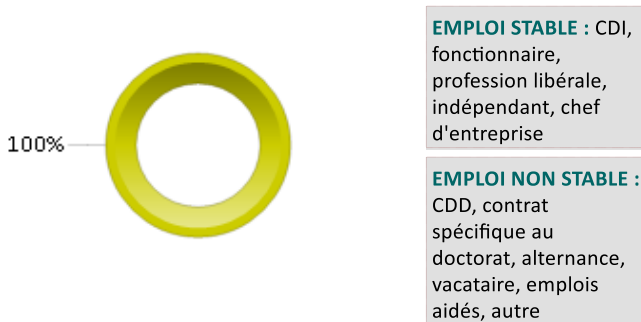 100%
EMPLOI STABLE : CDI,
fonctionnaire,
profession libérale,
indépendant, chef
d'entreprise
EMPLOI NON STABLE :
CDD, contrat
spécifique au
doctorat, alternance,
vacataire, emplois
aidés, autre